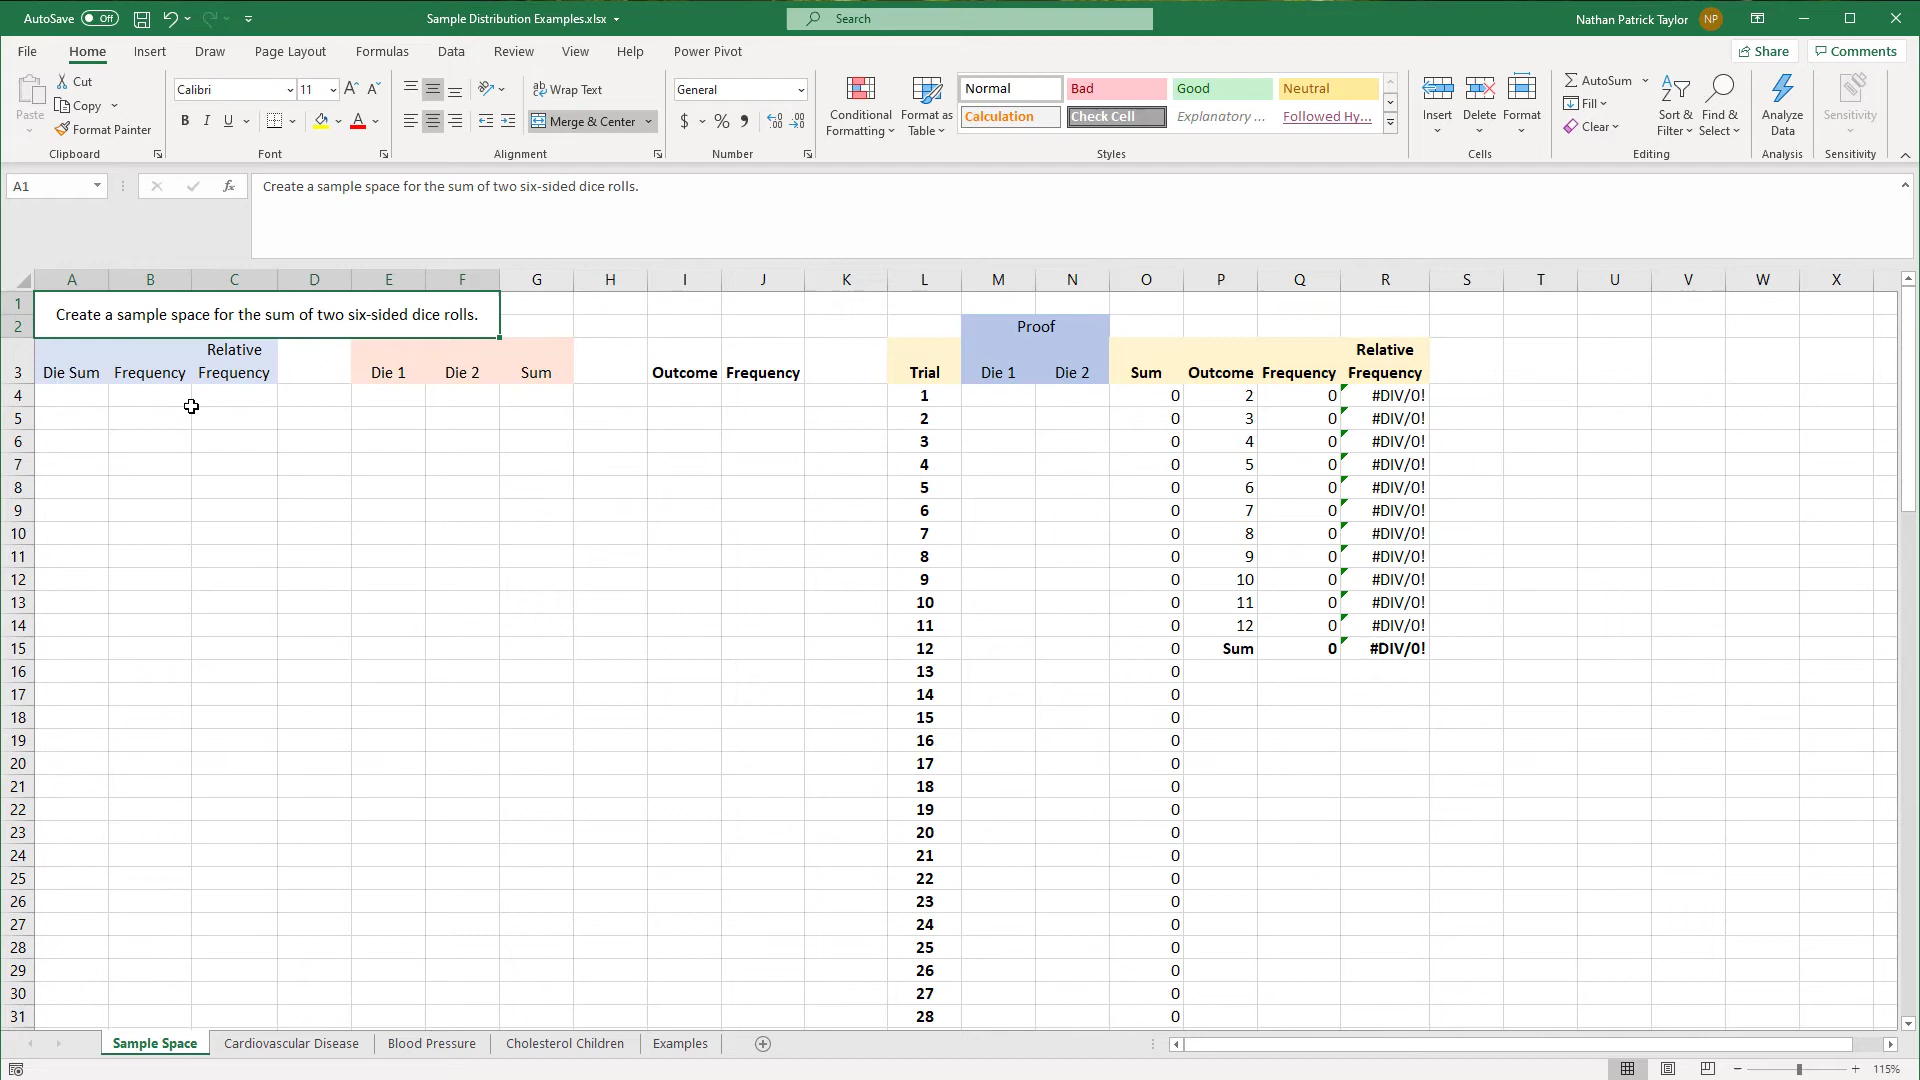 AutoSave Off Sample Distribution Examples.xlsx Search Nathan Patrick Taylor NP
File Home Insert Draw Page Layout Formulas Data Review View Help Power Pivot Share Comments
Paste Cut Copy Format Painter
Clipboard
Calibri 11 A A
B I U A
Font
ab Wrap Text
Merge & Center
Alignment
General
$ % 9
Number
Conditional Formatting
Format as Table
Normal Bad Good Neutral
Calculation Check Cell Explanatory ... Followed Hy...
Styles
Insert Delete Format
Cells
AutoSum
Fill
Clear
Sort & Filter
Find & Select
Editing
Analyze Data
Analysis
Sensitivity
Sensitivity
A1 fx Create a sample space for the sum of two six-sided dice rolls.
A B C D E F G H I J K L M N O P Q R S T U V W X
1 Create a sample space for the sum of two six-sided dice rolls.
2 Proof
Relative Relative
3 Die Sum Frequency Frequency Die 1 Die 2 Sum Outcome Frequency Trial Die 1 Die 2 Sum Outcome Frequency Frequency
4 1 0 2 0 #DIV/0!
5 2 0 3 0 #DIV/0!
6 3 0 4 0 #DIV/0!
7 4 0 5 0 #DIV/0!
8 5 0 6 0 #DIV/0!
9 6 0 7 0 #DIV/0!
10 7 0 8 0 #DIV/0!
11 8 0 9 0 #DIV/0!
12 9 0 10 0 #DIV/0!
13 10 0 11 0 #DIV/0!
14 11 0 12 0 #DIV/0!
15 12 0 Sum 0 #DIV/0!
16 13 0
17 14 0
18 15 0
19 16 0
20 17 0
21 18 0
22 19 0
23 20 0
24 21 0
25 22 0
26 23 0
27 24 0
28 25 0
29 26 0
30 27 0
31 28 0
Sample Space Cardiovascular Disease Blood Pressure Cholesterol Children Examples
115%